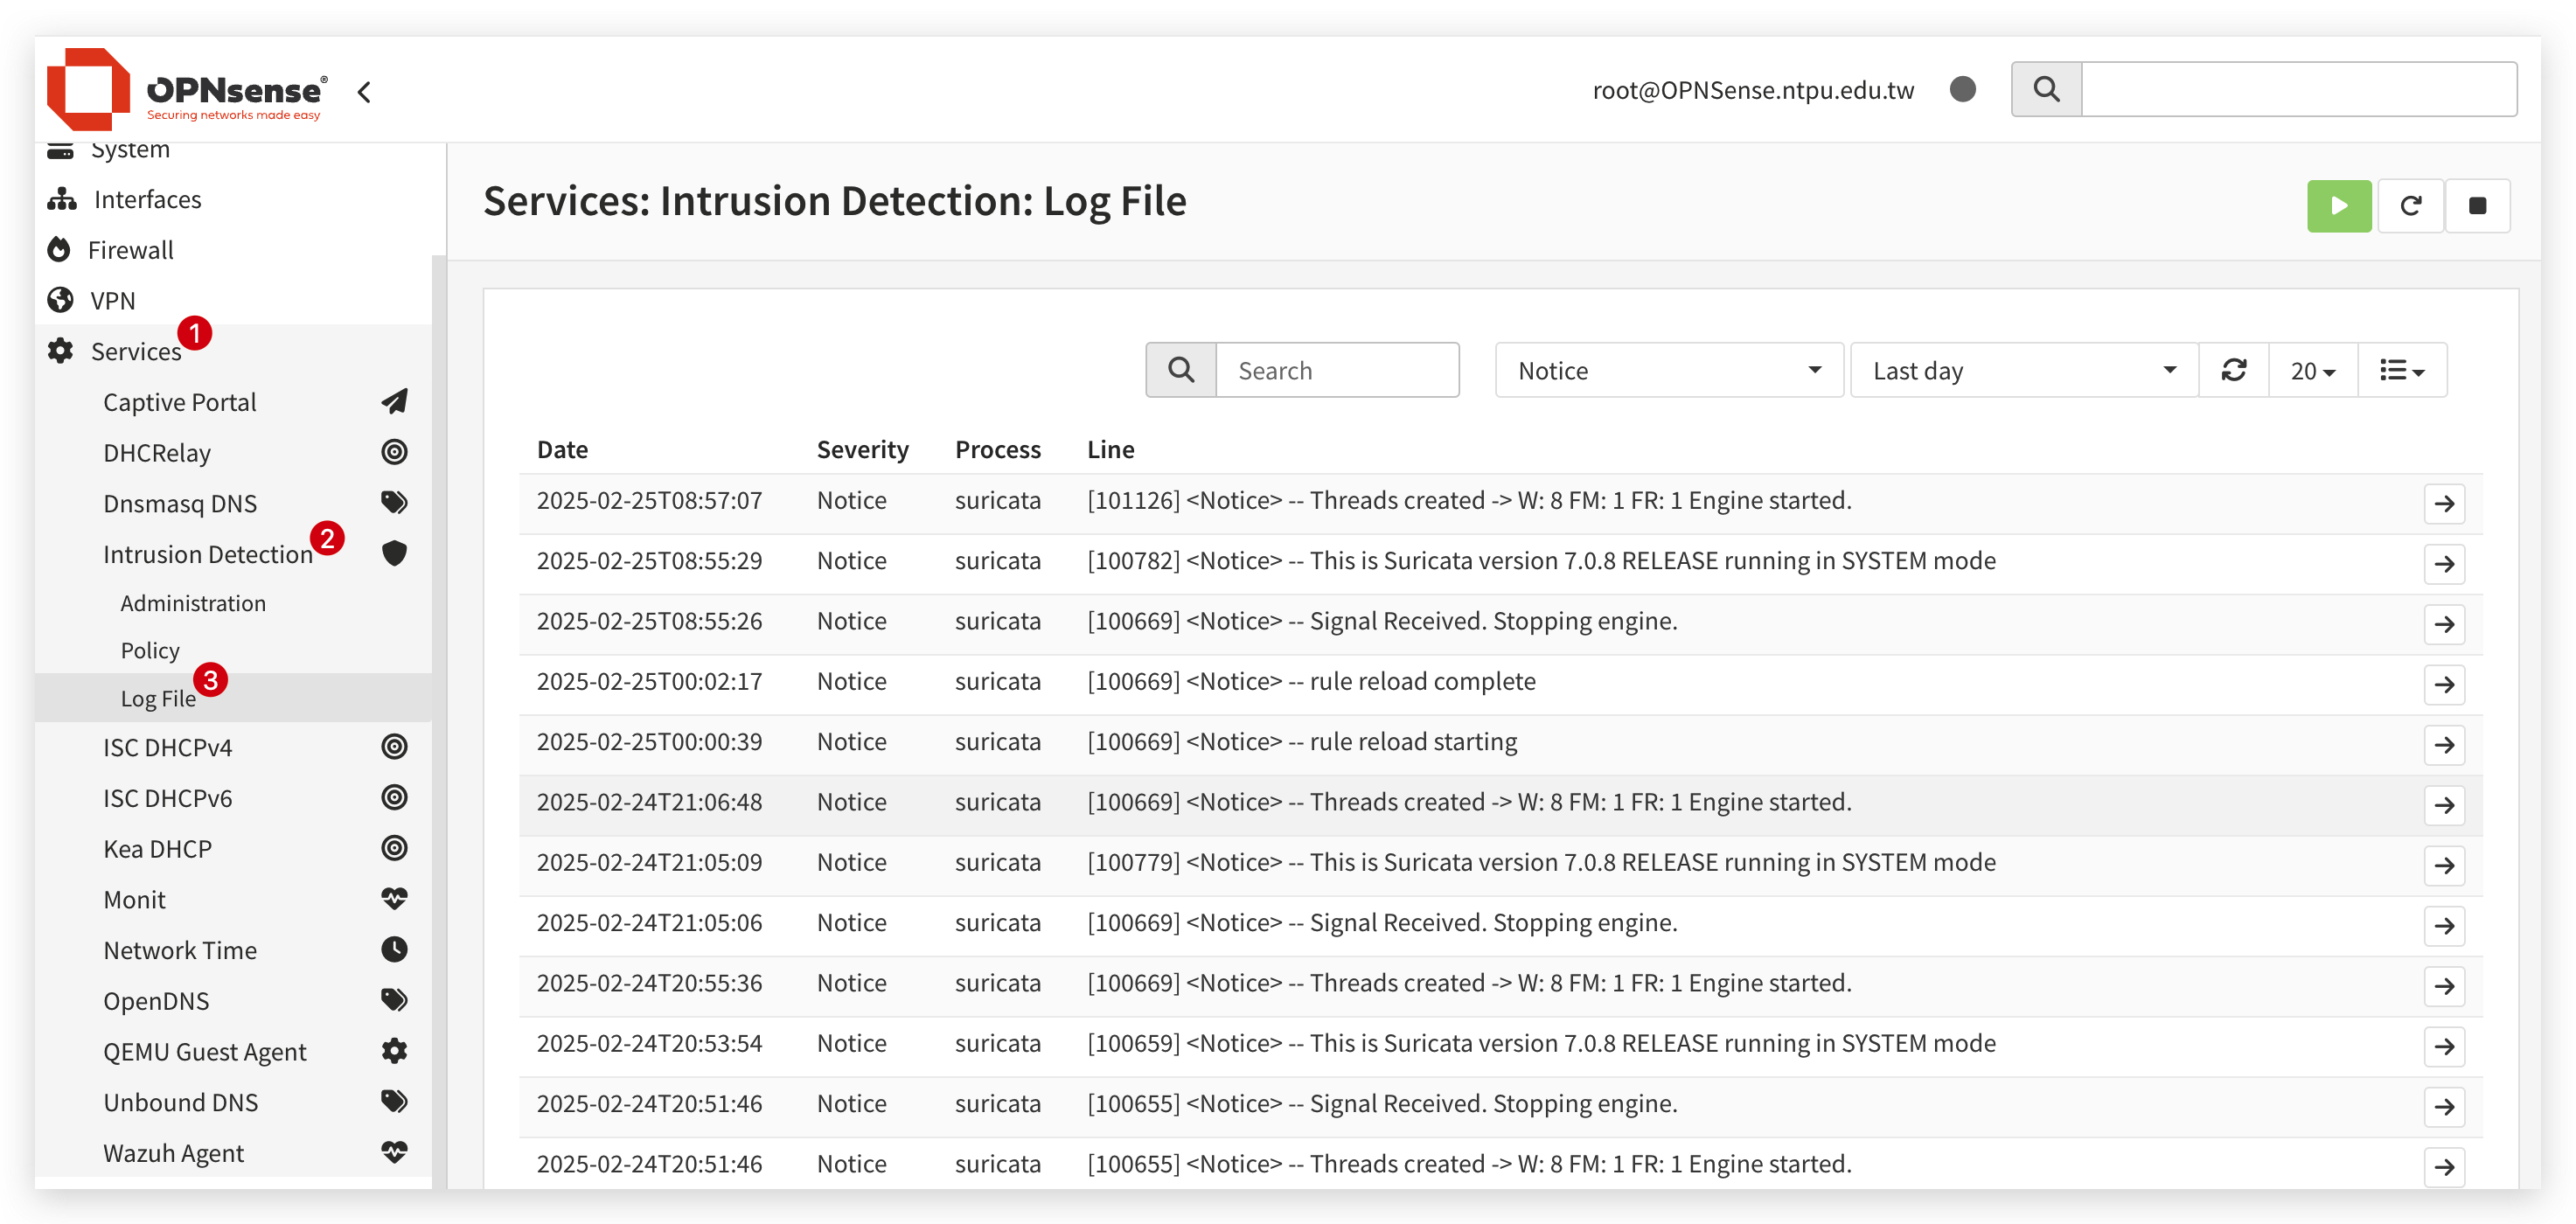 OPNsense®
Securing networks made easy
root@OPNSense.ntpu.edu.tw
System
Interfaces
Firewall
VPN
Services 1
Captive Portal
DHCRelay
Dnsmasq DNS
Intrusion Detection 2
Administration
Policy
Log File 3
ISC DHCPv4
ISC DHCPv6
Kea DHCP
Monit
Network Time
OpenDNS
QEMU Guest Agent
Unbound DNS
Wazuh Agent
Services: Intrusion Detection: Log File
Search Notice Last day 20
Date Severity Process Line
2025-02-25T08:57:07 Notice suricata [101126] <Notice> -- Threads created -> W: 8 FM: 1 FR: 1 Engine started.
2025-02-25T08:55:29 Notice suricata [100782] <Notice> -- This is Suricata version 7.0.8 RELEASE running in SYSTEM mode
2025-02-25T08:55:26 Notice suricata [100669] <Notice> -- Signal Received. Stopping engine.
2025-02-25T00:02:17 Notice suricata [100669] <Notice> -- rule reload complete
2025-02-25T00:00:39 Notice suricata [100669] <Notice> -- rule reload starting
2025-02-24T21:06:48 Notice suricata [100669] <Notice> -- Threads created -> W: 8 FM: 1 FR: 1 Engine started.
2025-02-24T21:05:09 Notice suricata [100779] <Notice> -- This is Suricata version 7.0.8 RELEASE running in SYSTEM mode
2025-02-24T21:05:06 Notice suricata [100669] <Notice> -- Signal Received. Stopping engine.
2025-02-24T20:55:36 Notice suricata [100669] <Notice> -- Threads created -> W: 8 FM: 1 FR: 1 Engine started.
2025-02-24T20:53:54 Notice suricata [100659] <Notice> -- This is Suricata version 7.0.8 RELEASE running in SYSTEM mode
2025-02-24T20:51:46 Notice suricata [100655] <Notice> -- Signal Received. Stopping engine.
2025-02-24T20:51:46 Notice suricata [100655] <Notice> -- Threads created -> W: 8 FM: 1 FR: 1 Engine started.